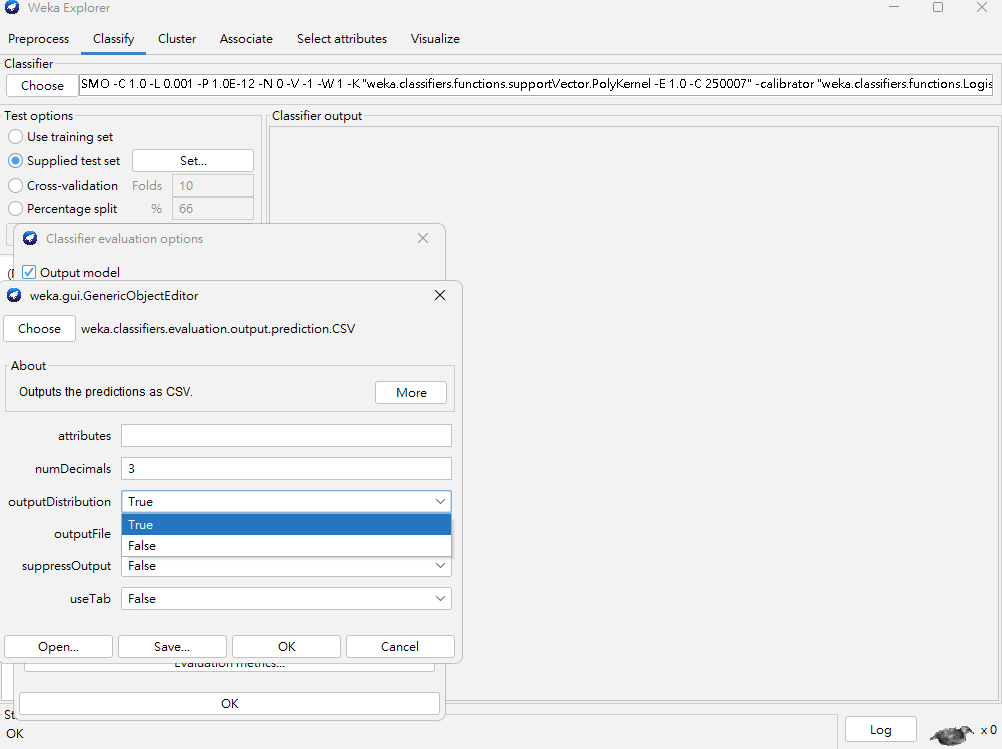 Weka Explorer
Preprocess Classify Cluster Associate Select attributes Visualize
Classifier
Choose SMO -C 1.0 -L 0.001 -P 1.0E-12 -N 0 -V -1 -W 1 -K "weka.classifiers.functions.supportVector.PolyKernel -E 1.0 -C 250007" -calibrator "weka.classifiers.functions.Logis
Test options
Classifier output
Use training set
Supplied test set Set...
Cross-validation Folds 10
Percentage split % 66
Classifier evaluation options
Output model
weka.gui.GenericObjectEditor
Choose weka.classifiers.evaluation.output.prediction.CSV
About
Outputs the predictions as CSV.
More
attributes
numDecimals 3
outputDistribution True
True
outputFile
False
suppressOutput False
useTab False
Open... Save... OK Cancel
Evaluation metrics...
OK
OK
Log x 0